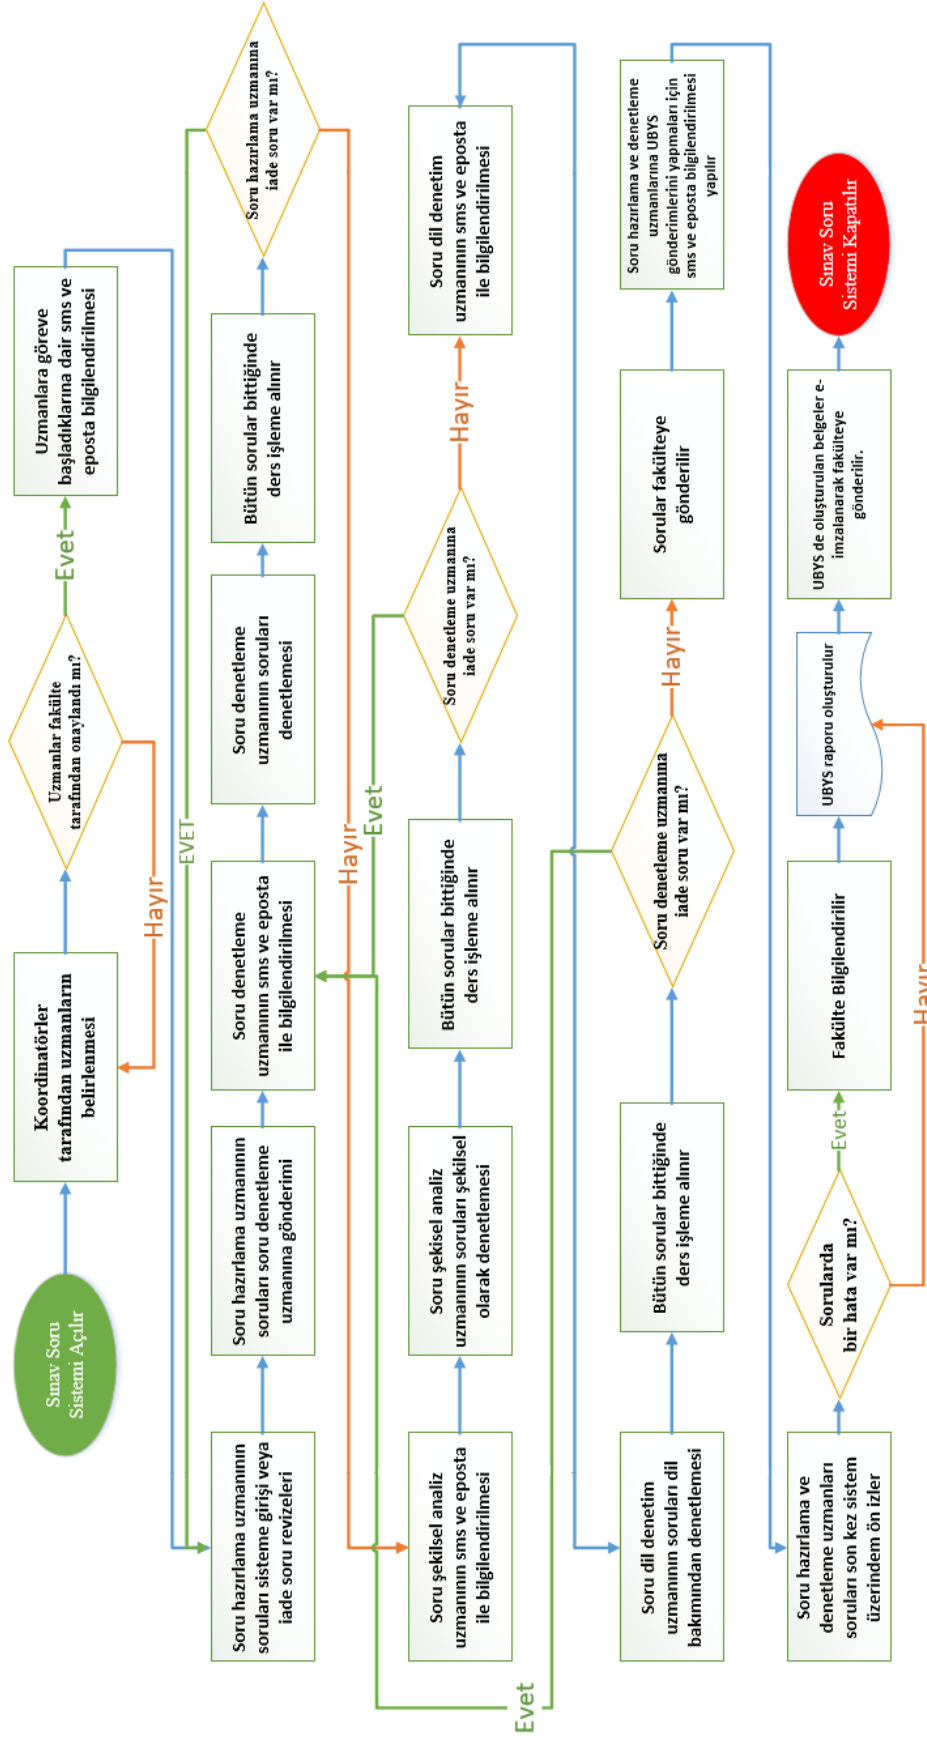 Sınav Soru
Sistemi Açılır
Koordinatörler
tarafından uzmanların
belirlenmesi
Uzmanlar fakülte
tarafından onaylandı mı?
Hayır
Evet
Uzmanlara göreve
başladıklarına dair sms ve
eposta bilgilendirilmesi
Soru hazırlama uzmanının
soruları sisteme girişi veya
iade soru revizeleri
Soru hazırlama uzmanının
soruları soru denetleme
uzmanına gönderimi
Soru denetleme
uzmanının sms ve eposta
ile bilgilendirilmesi
Soru denetleme
uzmanının soruları
denetlemesi
Bütün sorular bittiğinde
ders işleme alınır
Soru hazırlama uzmanına
iade soru var mı?
EVET
Hayır
Soru şekilsel analiz
uzmanının sms ve eposta
ile bilgilendirilmesi
Soru şekisel analiz
uzmanının soruları şekilsel
olarak denetlemesi
Bütün sorular bittiğinde
ders işleme alınır
Soru denetleme uzmanına
iade soru var mı?
Evet
Hayır
Soru dil denetim
uzmanının sms ve eposta
ile bilgilendirilmesi
Soru dil denetim
uzmanının soruları dil
bakımından denetlemesi
Bütün sorular bittiğinde
ders işleme alınır
Soru denetleme uzmanına
iade soru var mı?
Evet
Hayır
Sorular fakülteye
gönderilir
Soru hazırlama ve denetleme
uzmanlarına UBYS
gönderimlerini yapmaları için
sms ve eposta bilgilendirilmesi
yapılır
Soru hazırlama ve
denetleme uzmanları
soruları son kez sistem
üzerindem ön izler
Sorularda
bir hata var mı?
Evet
Hayır
Fakülte Bilgilendirilir
UBYS raporu oluşturulur
UBYS de oluşturulan belgeler e-
imzalanarak fakülteye
gönderilir.
Sınav Soru
Sistemi Kapatılır